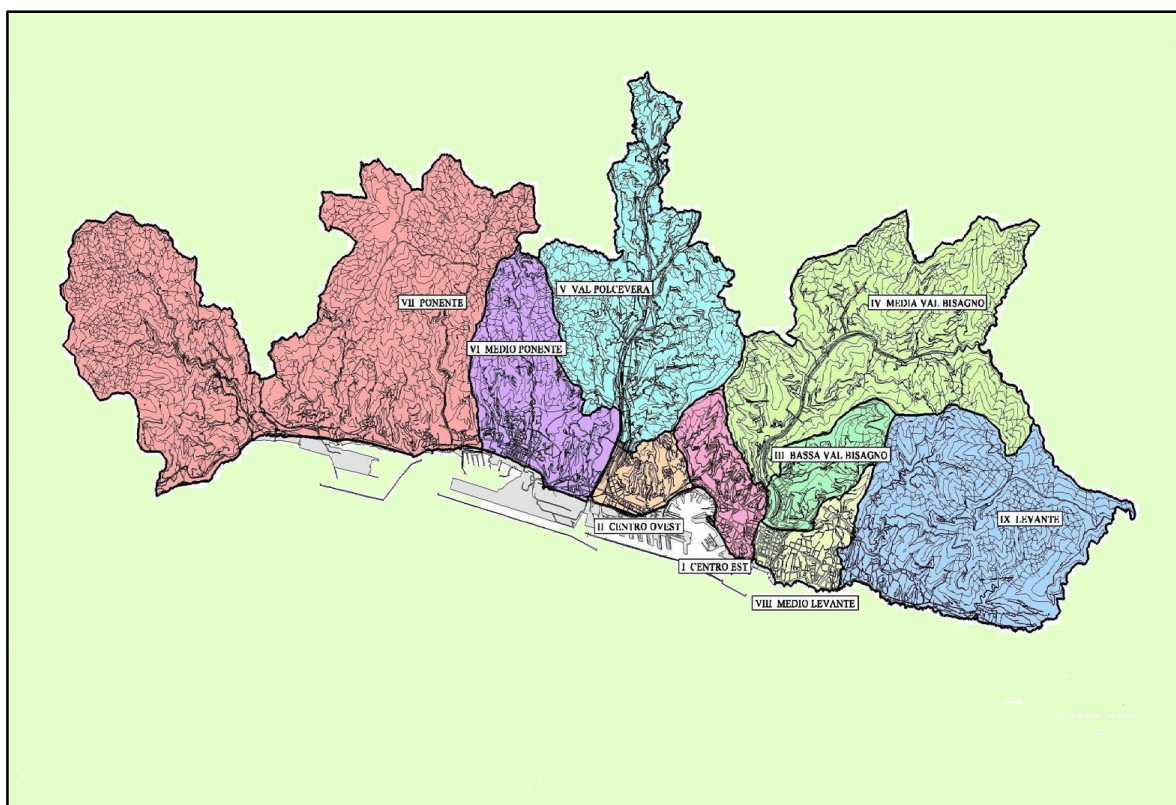 VII PONENTE
V VAL POLCEVERA
IV MEDIA VAL BISAGNO
VI MEDIO PONENTE
III BASSA VAL BISAGNO
II CENTRO OVEST
IX LEVANTE
I CENTRO EST
VIII MEDIO LEVANTE